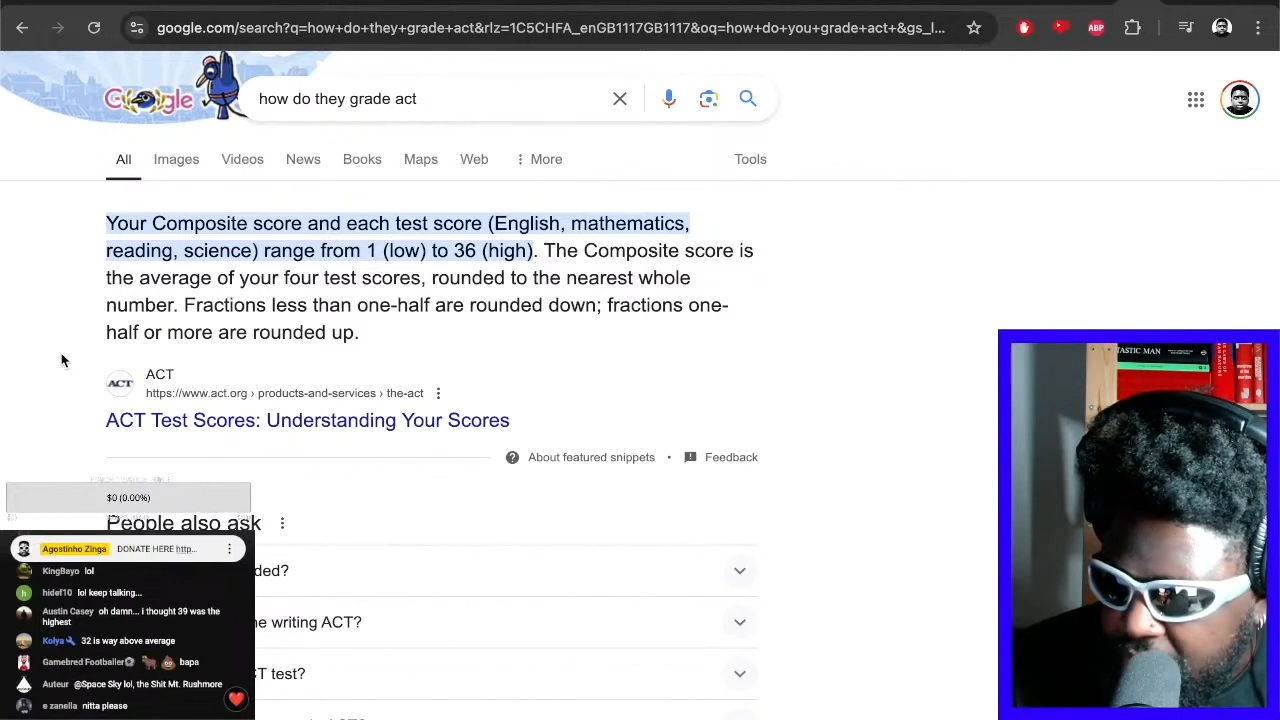 google.com/search?q=how+do+they+grade+act&rlz=1C5CHFA_enGB1117GB1117&oq=how+do+you+grade+act+&gs_l...
ABP
Google
how do they grade act
All Images Videos News Books Maps Web More Tools
Your Composite score and each test score (English, mathematics,
reading, science) range from 1 (low) to 36 (high). The Composite score is
the average of your four test scores, rounded to the nearest whole
number. Fractions less than one-half are rounded down; fractions one-
half or more are rounded up.
ACT
ACT
https://www.act.org › products-and-services › the-act
ACT Test Scores: Understanding Your Scores
About featured snippets • Feedback
$0 (0.00%)
People also ask
ded?
ne writing ACT?
CT test?
Agostinho Zinga DONATE HERE http...
KingBayo lol
h hidef10 lol keep talking...
Austin Casey oh damn... i thought 39 was the
highest
Kolya 32 is way above average
Gamebred Footballer bapa
Auteur @Space Sky lol, the Shit Mt. Rushmore
e zanella nitta please
TASTIC MAN